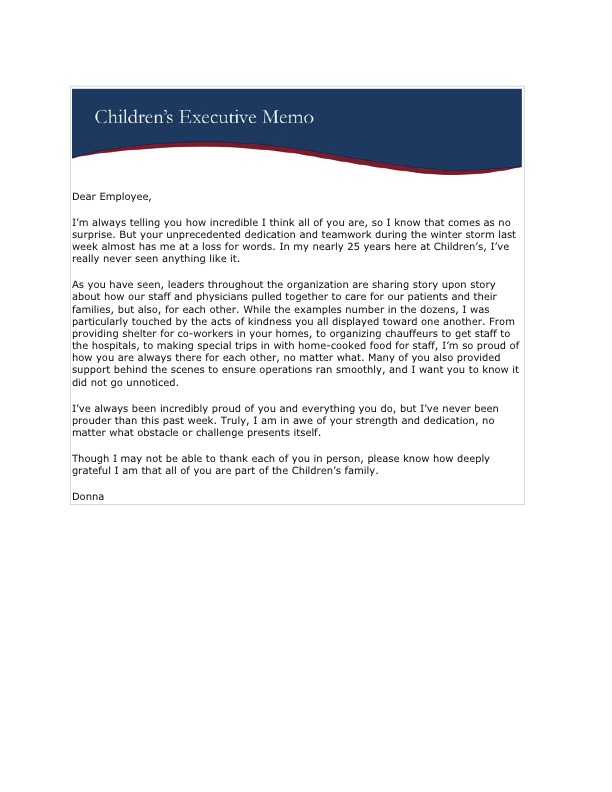 Children’s Executive Memo
Dear Employee,
I’m always telling you how incredible I think all of you are, so I know that comes as no
surprise. But your unprecedented dedication and teamwork during the winter storm last
week almost has me at a loss for words. In my nearly 25 years here at Children’s, I’ve
really never seen anything like it.
As you have seen, leaders throughout the organization are sharing story upon story
about how our staff and physicians pulled together to care for our patients and their
families, but also, for each other. While the examples number in the dozens, I was
particularly touched by the acts of kindness you all displayed toward one another. From
providing shelter for co-workers in your homes, to organizing chauffeurs to get staff to
the hospitals, to making special trips in with home-cooked food for staff, I’m so proud of
how you are always there for each other, no matter what. Many of you also provided
support behind the scenes to ensure operations ran smoothly, and I want you to know it
did not go unnoticed.
I’ve always been incredibly proud of you and everything you do, but I’ve never been
prouder than this past week. Truly, I am in awe of your strength and dedication, no
matter what obstacle or challenge presents itself.
Though I may not be able to thank each of you in person, please know how deeply
grateful I am that all of you are part of the Children’s family.
Donna